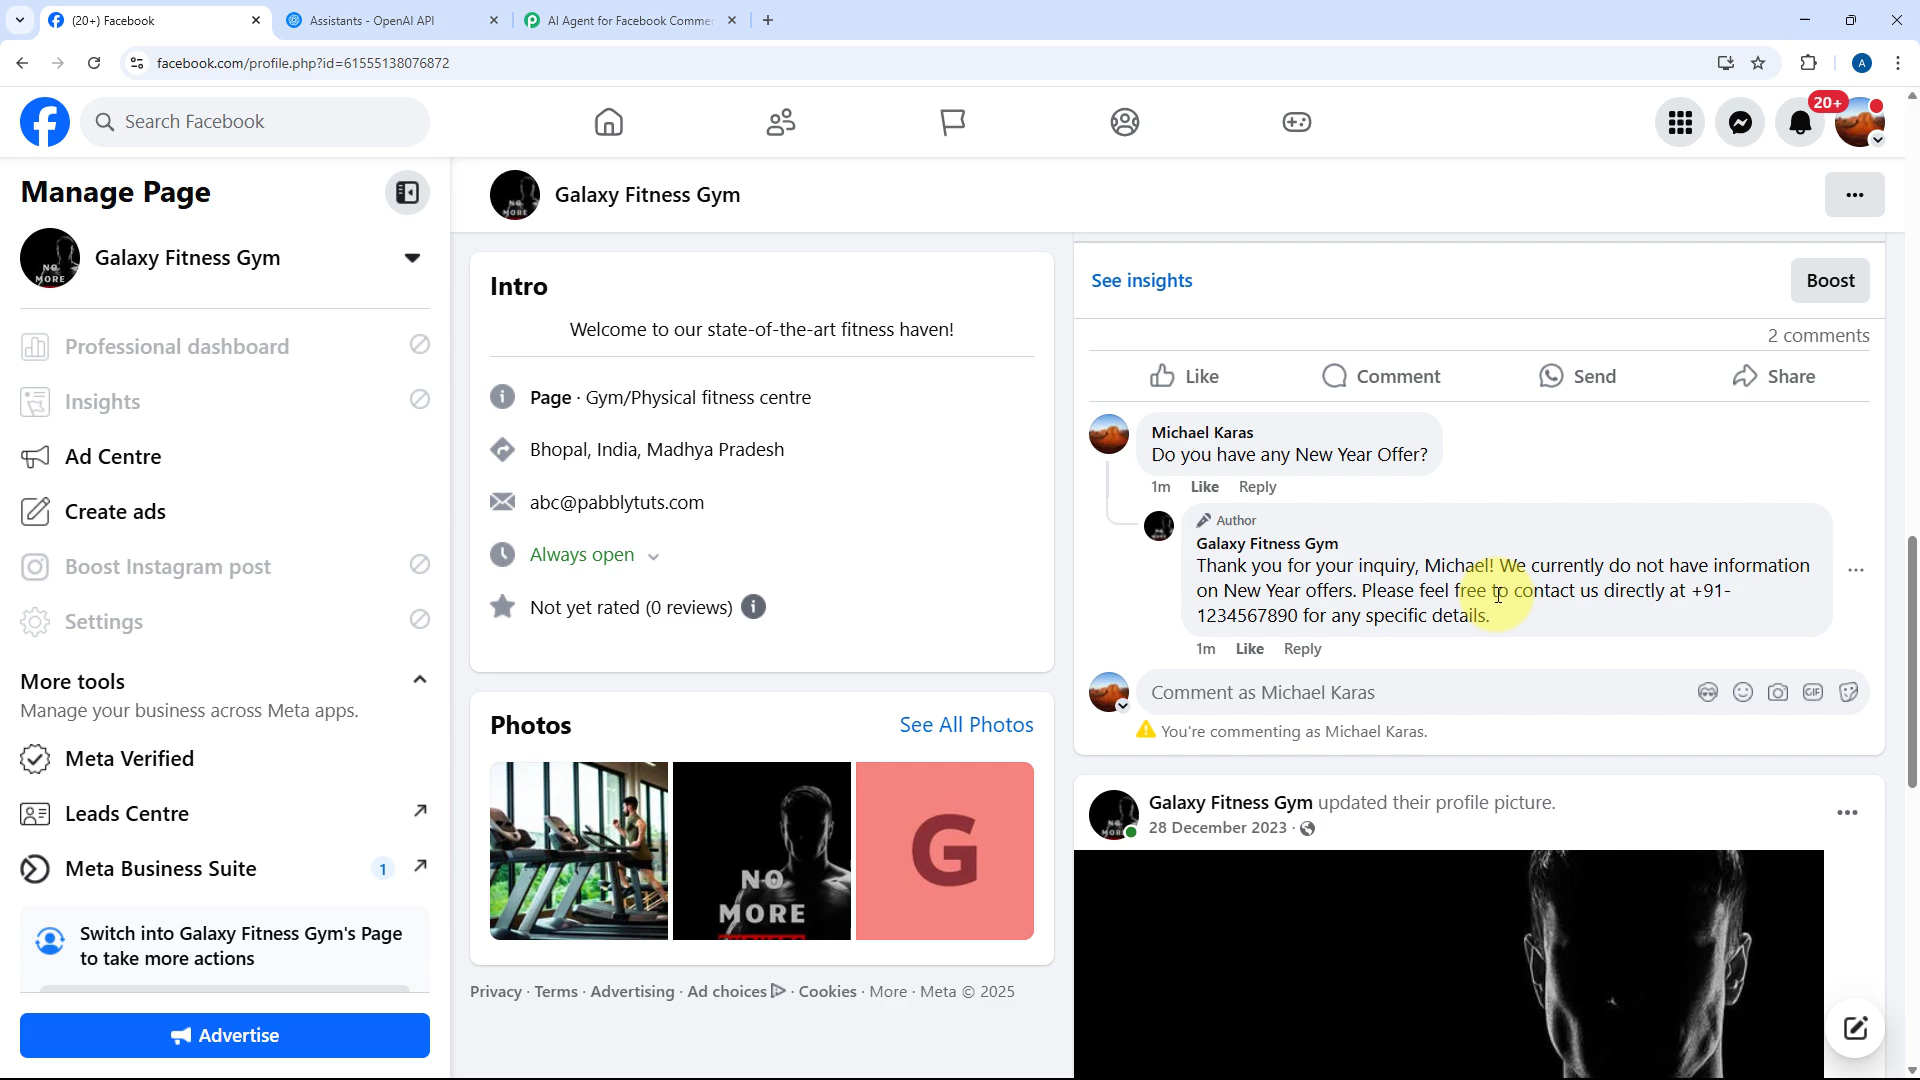 (20+) Facebook
Assistants - OpenAI API
AI Agent for Facebook Commer
facebook.com/profile.php?id=61555138076872
A
Search Facebook
20+
Manage Page
Galaxy Fitness Gym
Professional dashboard
Insights
Ad Centre
Create ads
Boost Instagram post
Settings
More tools
Manage your business across Meta apps.
Meta Verified
Leads Centre
Meta Business Suite
1
Switch into Galaxy Fitness Gym's Page
to take more actions
Advertise
Galaxy Fitness Gym
Intro
Welcome to our state-of-the-art fitness haven!
Page · Gym/Physical fitness centre
Bhopal, India, Madhya Pradesh
abc@pabblytuts.com
Always open
Not yet rated (0 reviews)
Photos
See All Photos
NO
MORE
G
Privacy · Terms · Advertising · Ad choices · Cookies · More · Meta © 2025
See insights
Boost
2 comments
Like
Comment
Send
Share
Michael Karas
Do you have any New Year Offer?
1m Like Reply
Author
Galaxy Fitness Gym
Thank you for your inquiry, Michael! We currently do not have information
on New Year offers. Please feel free to contact us directly at +91-
1234567890 for any specific details.
1m Like Reply
Comment as Michael Karas
GIF
You're commenting as Michael Karas.
Galaxy Fitness Gym updated their profile picture.
28 December 2023 ·